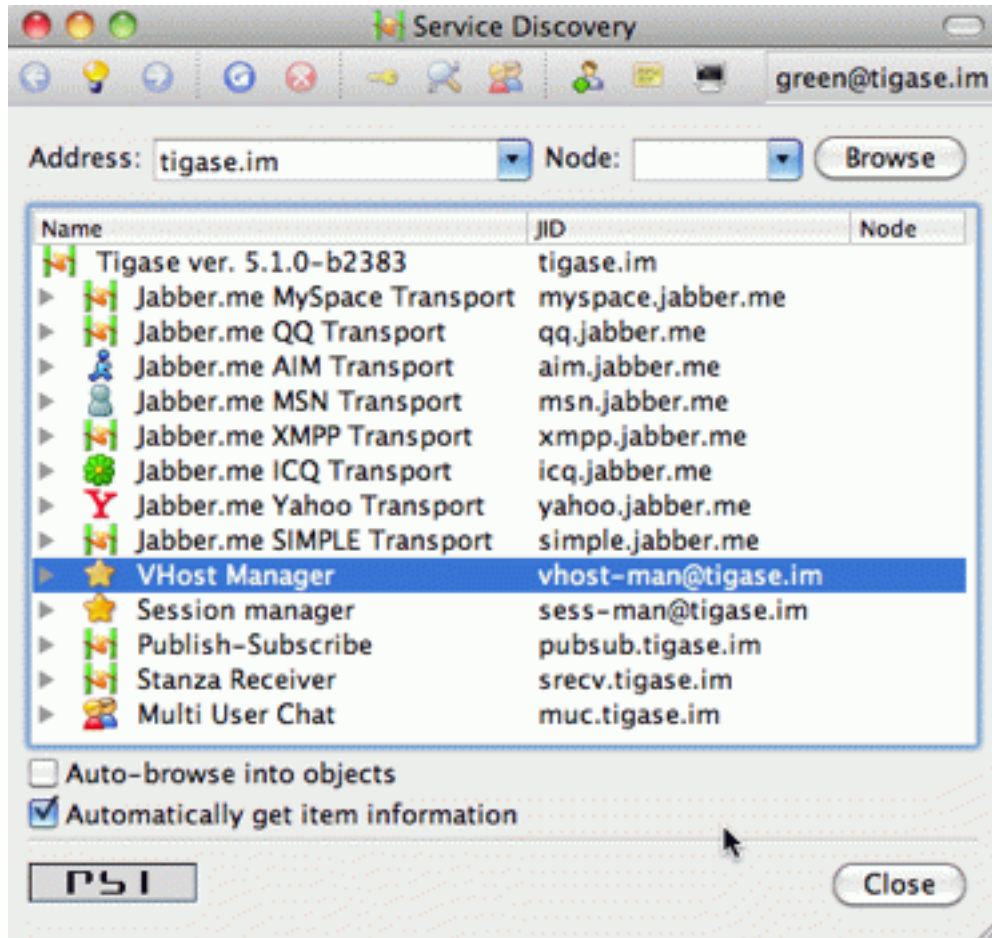 Service Discovery
green@tigase.im
Address: tigase.im Node: Browse
Name JID Node
Tigase ver. 5.1.0-b2383 tigase.im
Jabber.me MySpace Transport myspace.jabber.me
Jabber.me QQ Transport qq.jabber.me
Jabber.me AIM Transport aim.jabber.me
Jabber.me MSN Transport msn.jabber.me
Jabber.me XMPP Transport xmpp.jabber.me
Jabber.me ICQ Transport icq.jabber.me
Jabber.me Yahoo Transport yahoo.jabber.me
Jabber.me SIMPLE Transport simple.jabber.me
VHost Manager vhost-man@tigase.im
Session manager sess-man@tigase.im
Publish-Subscribe pubsub.tigase.im
Stanza Receiver srecv.tigase.im
Multi User Chat muc.tigase.im
Auto-browse into objects
Automatically get item information
PSI Close